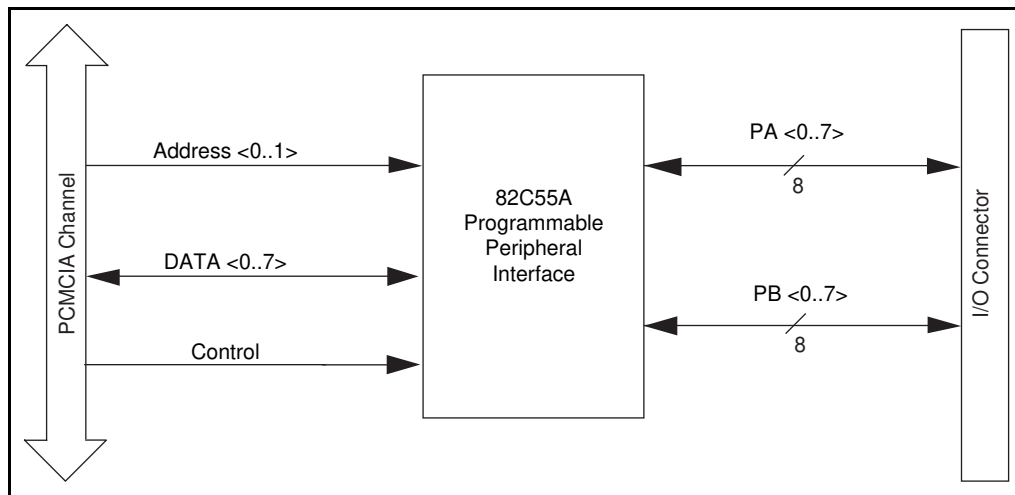 PCMCIA Channel
Address <0..1>
DATA <0..7>
Control
82C55A
Programmable
Peripheral
Interface
PA <0..7>
8
PB <0..7>
8
I/O Connector